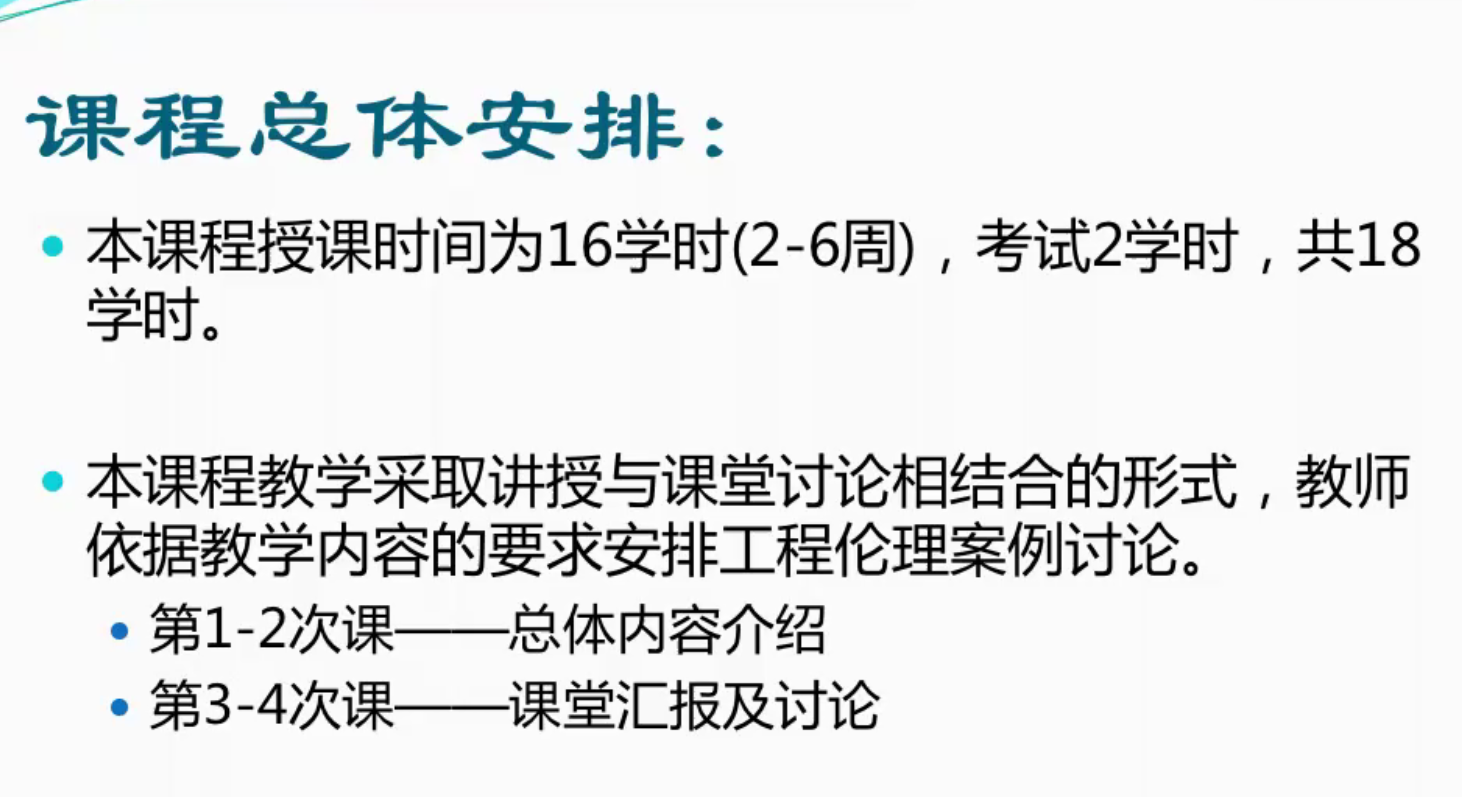 课程总体安排：
本课程授课时间为16学时(2-6周)，考试2学时，共18
学时。
本课程教学采取讲授与课堂讨论相结合的形式，教师
依据教学内容的要求安排工程伦理案例讨论。
第1-2次课——总体内容介绍
第3-4次课——课堂汇报及讨论